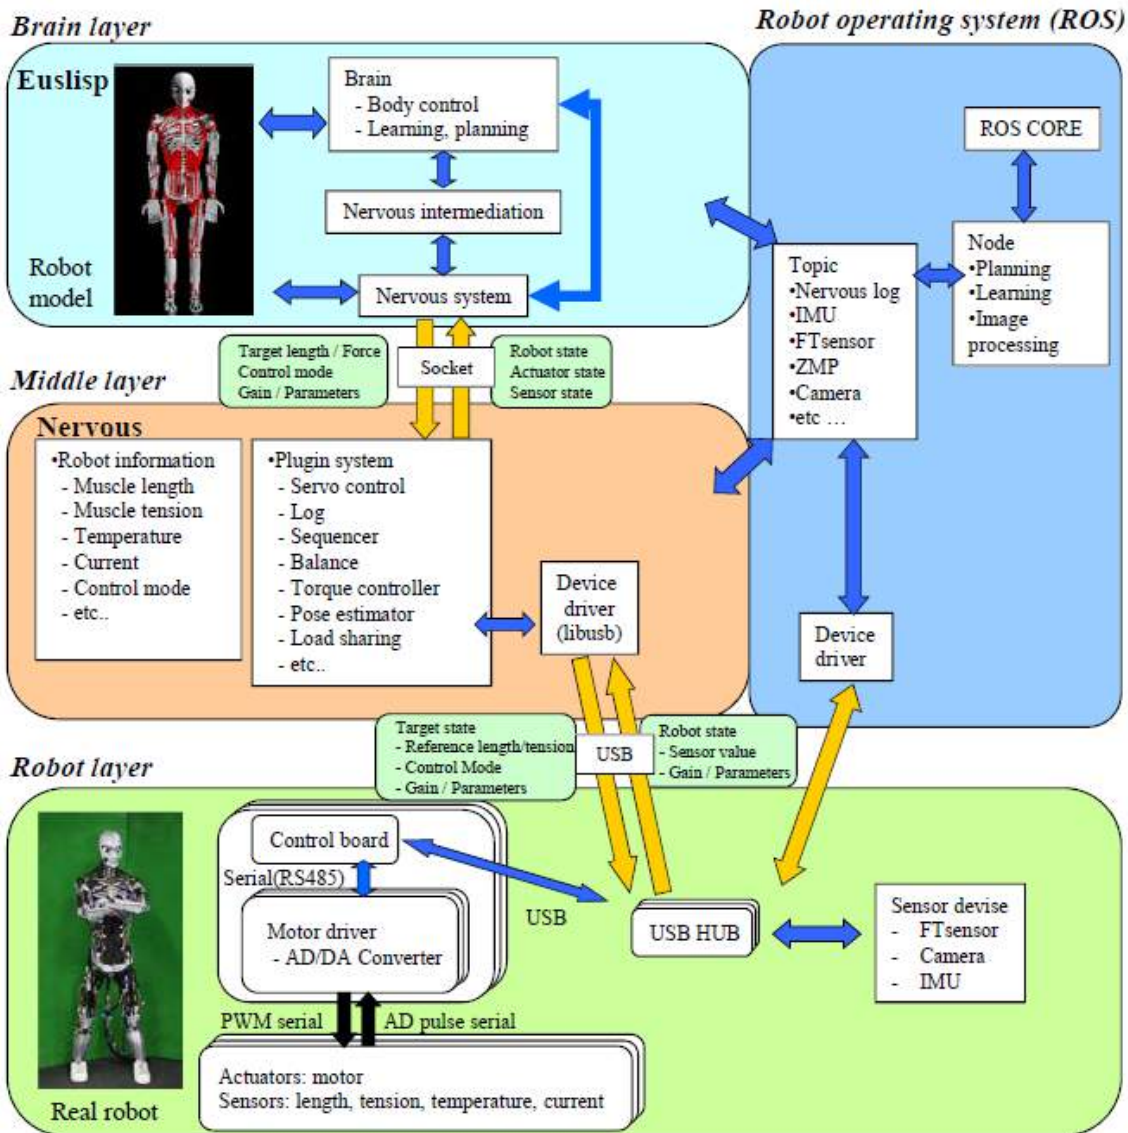 Brain layer
Robot operating system (ROS)
Euslisp
Brain
- Body control
- Learning, planning
ROS CORE
Nervous intermediation
Robot
model
Nervous system
Topic
•Nervous log
•IMU
•FTsensor
•ZMP
•Camera
•etc …
Node
•Planning
•Learning
•Image
processing
Target length / Force
Control mode
Gain / Parameters
Socket
Robot state
Actuator state
Sensor state
Middle layer
Nervous
•Robot information
- Muscle length
- Muscle tension
- Temperature
- Current
- Control mode
- etc..
•Plugin system
- Servo control
- Log
- Sequencer
- Balance
- Torque controller
- Pose estimator
- Load sharing
- etc..
Device
driver
(libusb)
Device
driver
Target state
- Reference length/tension
- Control Mode
- Gain / Parameters
USB
Robot state
- Sensor value
- Gain / Parameters
Robot layer
Control board
Serial(RS485)
Motor driver
- AD/DA Converter
USB
USB HUB
Sensor devise
- FTsensor
- Camera
- IMU
PWM serial
AD pulse serial
Actuators: motor
Sensors: length, tension, temperature, current
Real robot